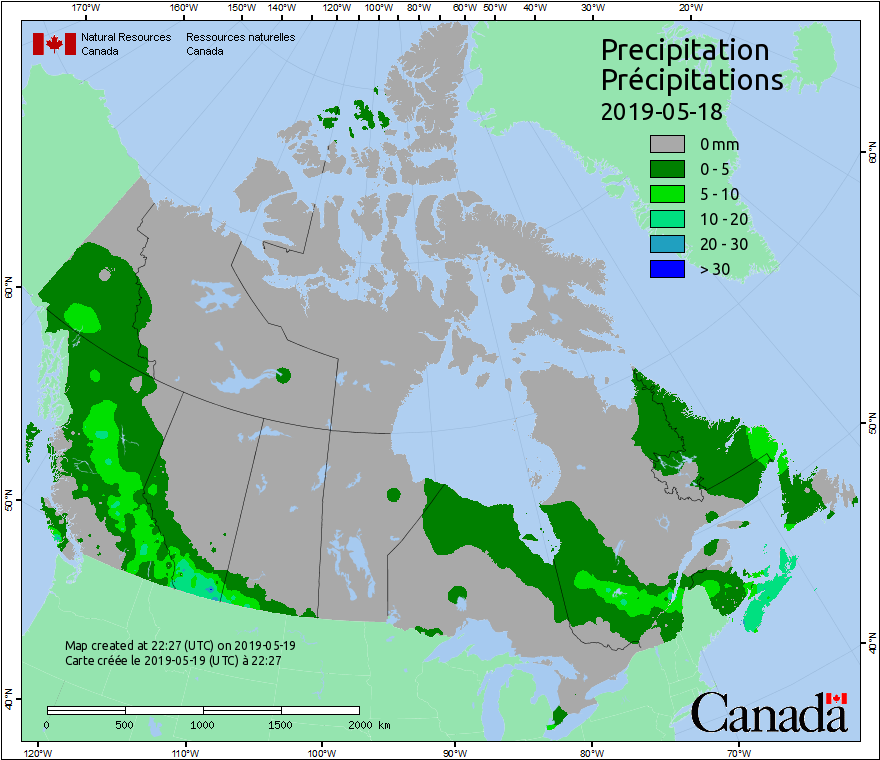 170°W 160°W 150°W 140°W 120°W 100°W 80°W 60°W 50°W 40°W 30°W 20°W
Natural Resources Canada
Ressources naturelles Canada
Precipitation
Précipitations
2019-05-18
0 mm
0 - 5
5 - 10
10 - 20
20 - 30
> 30
60°N
50°N
40°N
60°N
50°N
40°N
Map created at 22:27 (UTC) on 2019-05-19
Carte créée le 2019-05-19 (UTC) à 22:27
0 500 1000 1500 2000 km
Canada
120°W 110°W 100°W 90°W 80°W 70°W